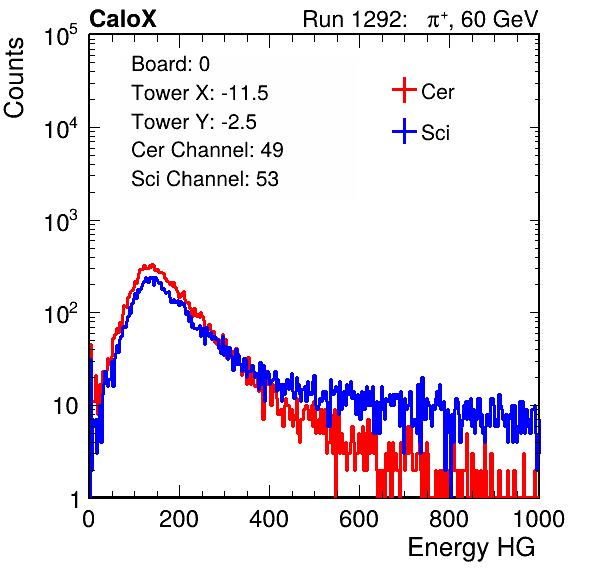 CaloX Run 1292: π⁺, 60 GeV
Counts
10⁵
10⁴
10³
10²
10
1
Board: 0
Tower X: -11.5
Tower Y: -2.5
Cer Channel: 49
Sci Channel: 53
Cer
Sci
0 200 400 600 800 1000
Energy HG